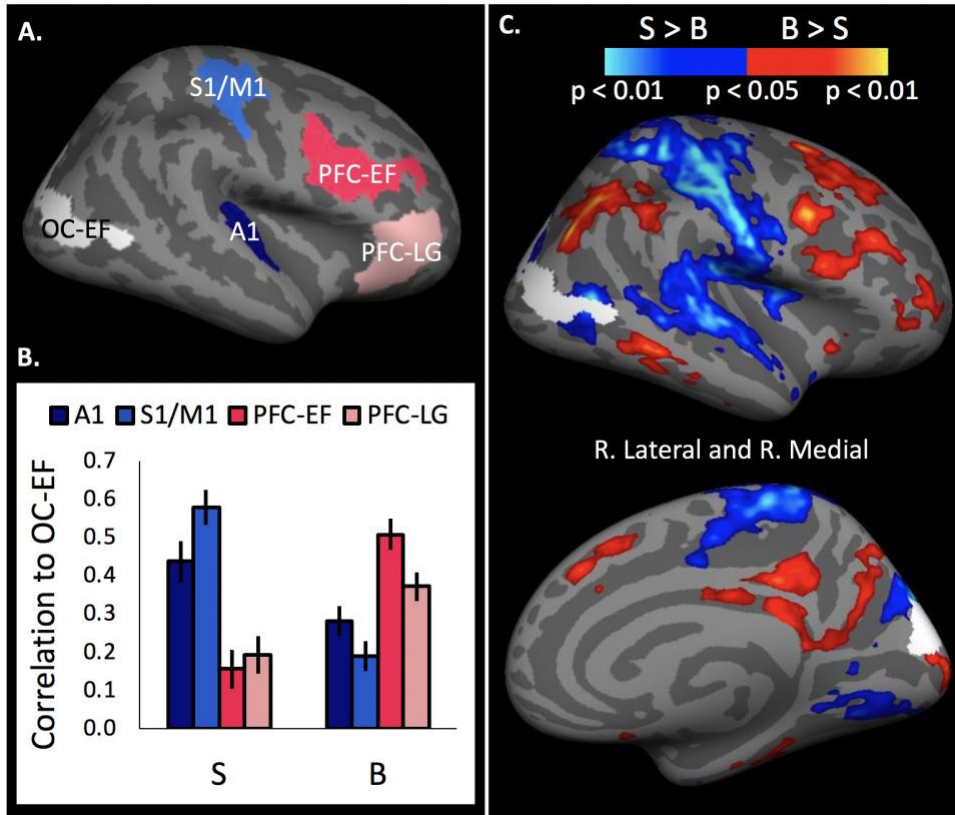 A.
S1/M1
PFC-EF
OC-EF
A1
PFC-LG
B.
A1 S1/M1 PFC-EF PFC-LG
Correlation to OC-EF
0.7
0.6
0.5
0.4
0.3
0.2
0.1
0.0
S B
C.
S > B B > S
p < 0.01 p < 0.05 p < 0.01
R. Lateral and R. Medial